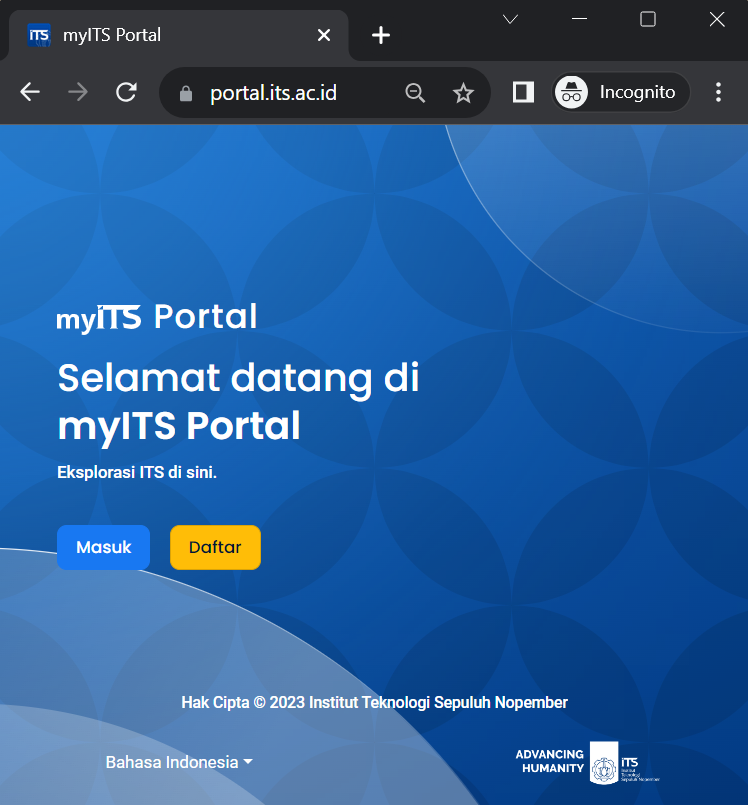 iTS myITS Portal
portal.its.ac.id
Incognito
myITS Portal
Selamat datang di
myITS Portal
Eksplorasi ITS di sini.
Masuk Daftar
Hak Cipta © 2023 Institut Teknologi Sepuluh Nopember
Bahasa Indonesia
ADVANCING
HUMANITY
iTS
Institut
Teknologi
Sepuluh Nopember